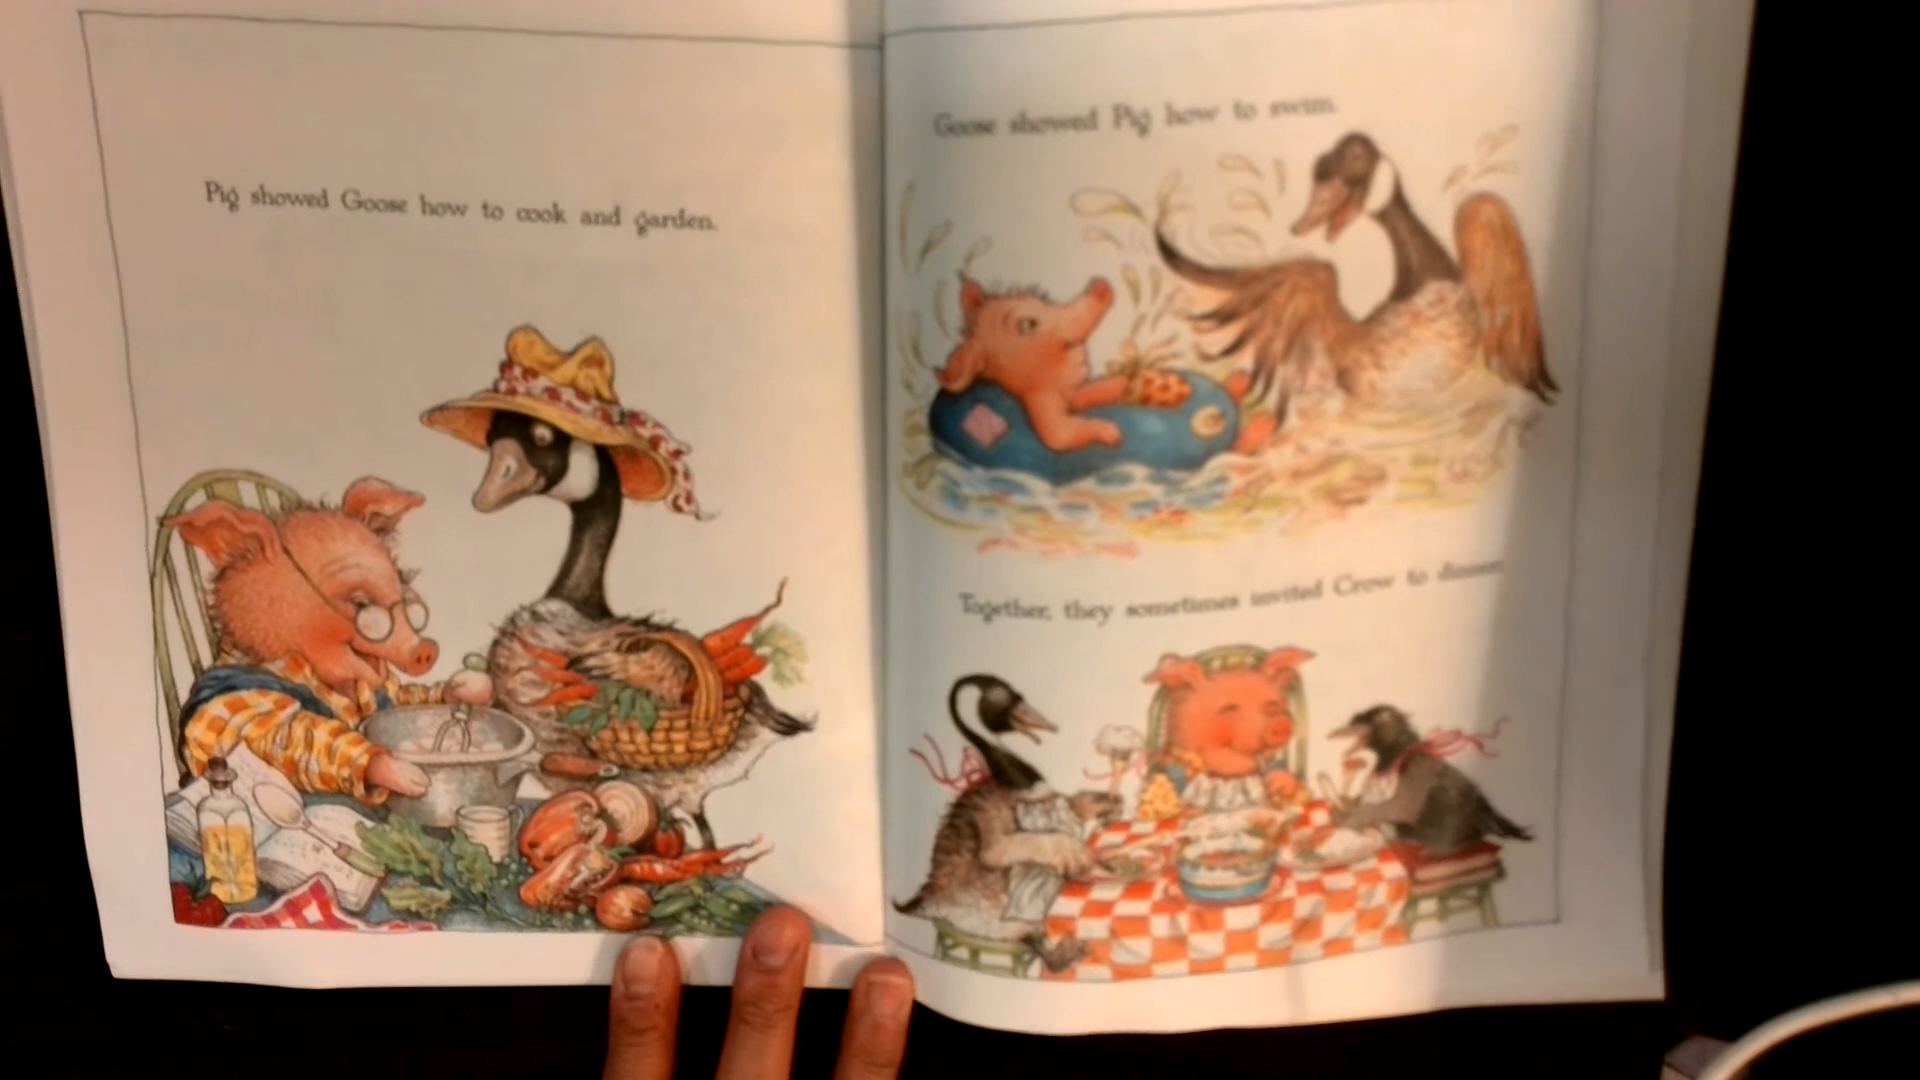 Pig showed Goose how to cook and garden.
Goose showed Pig how to swim.
Together, they sometimes invited Crow to dinner.